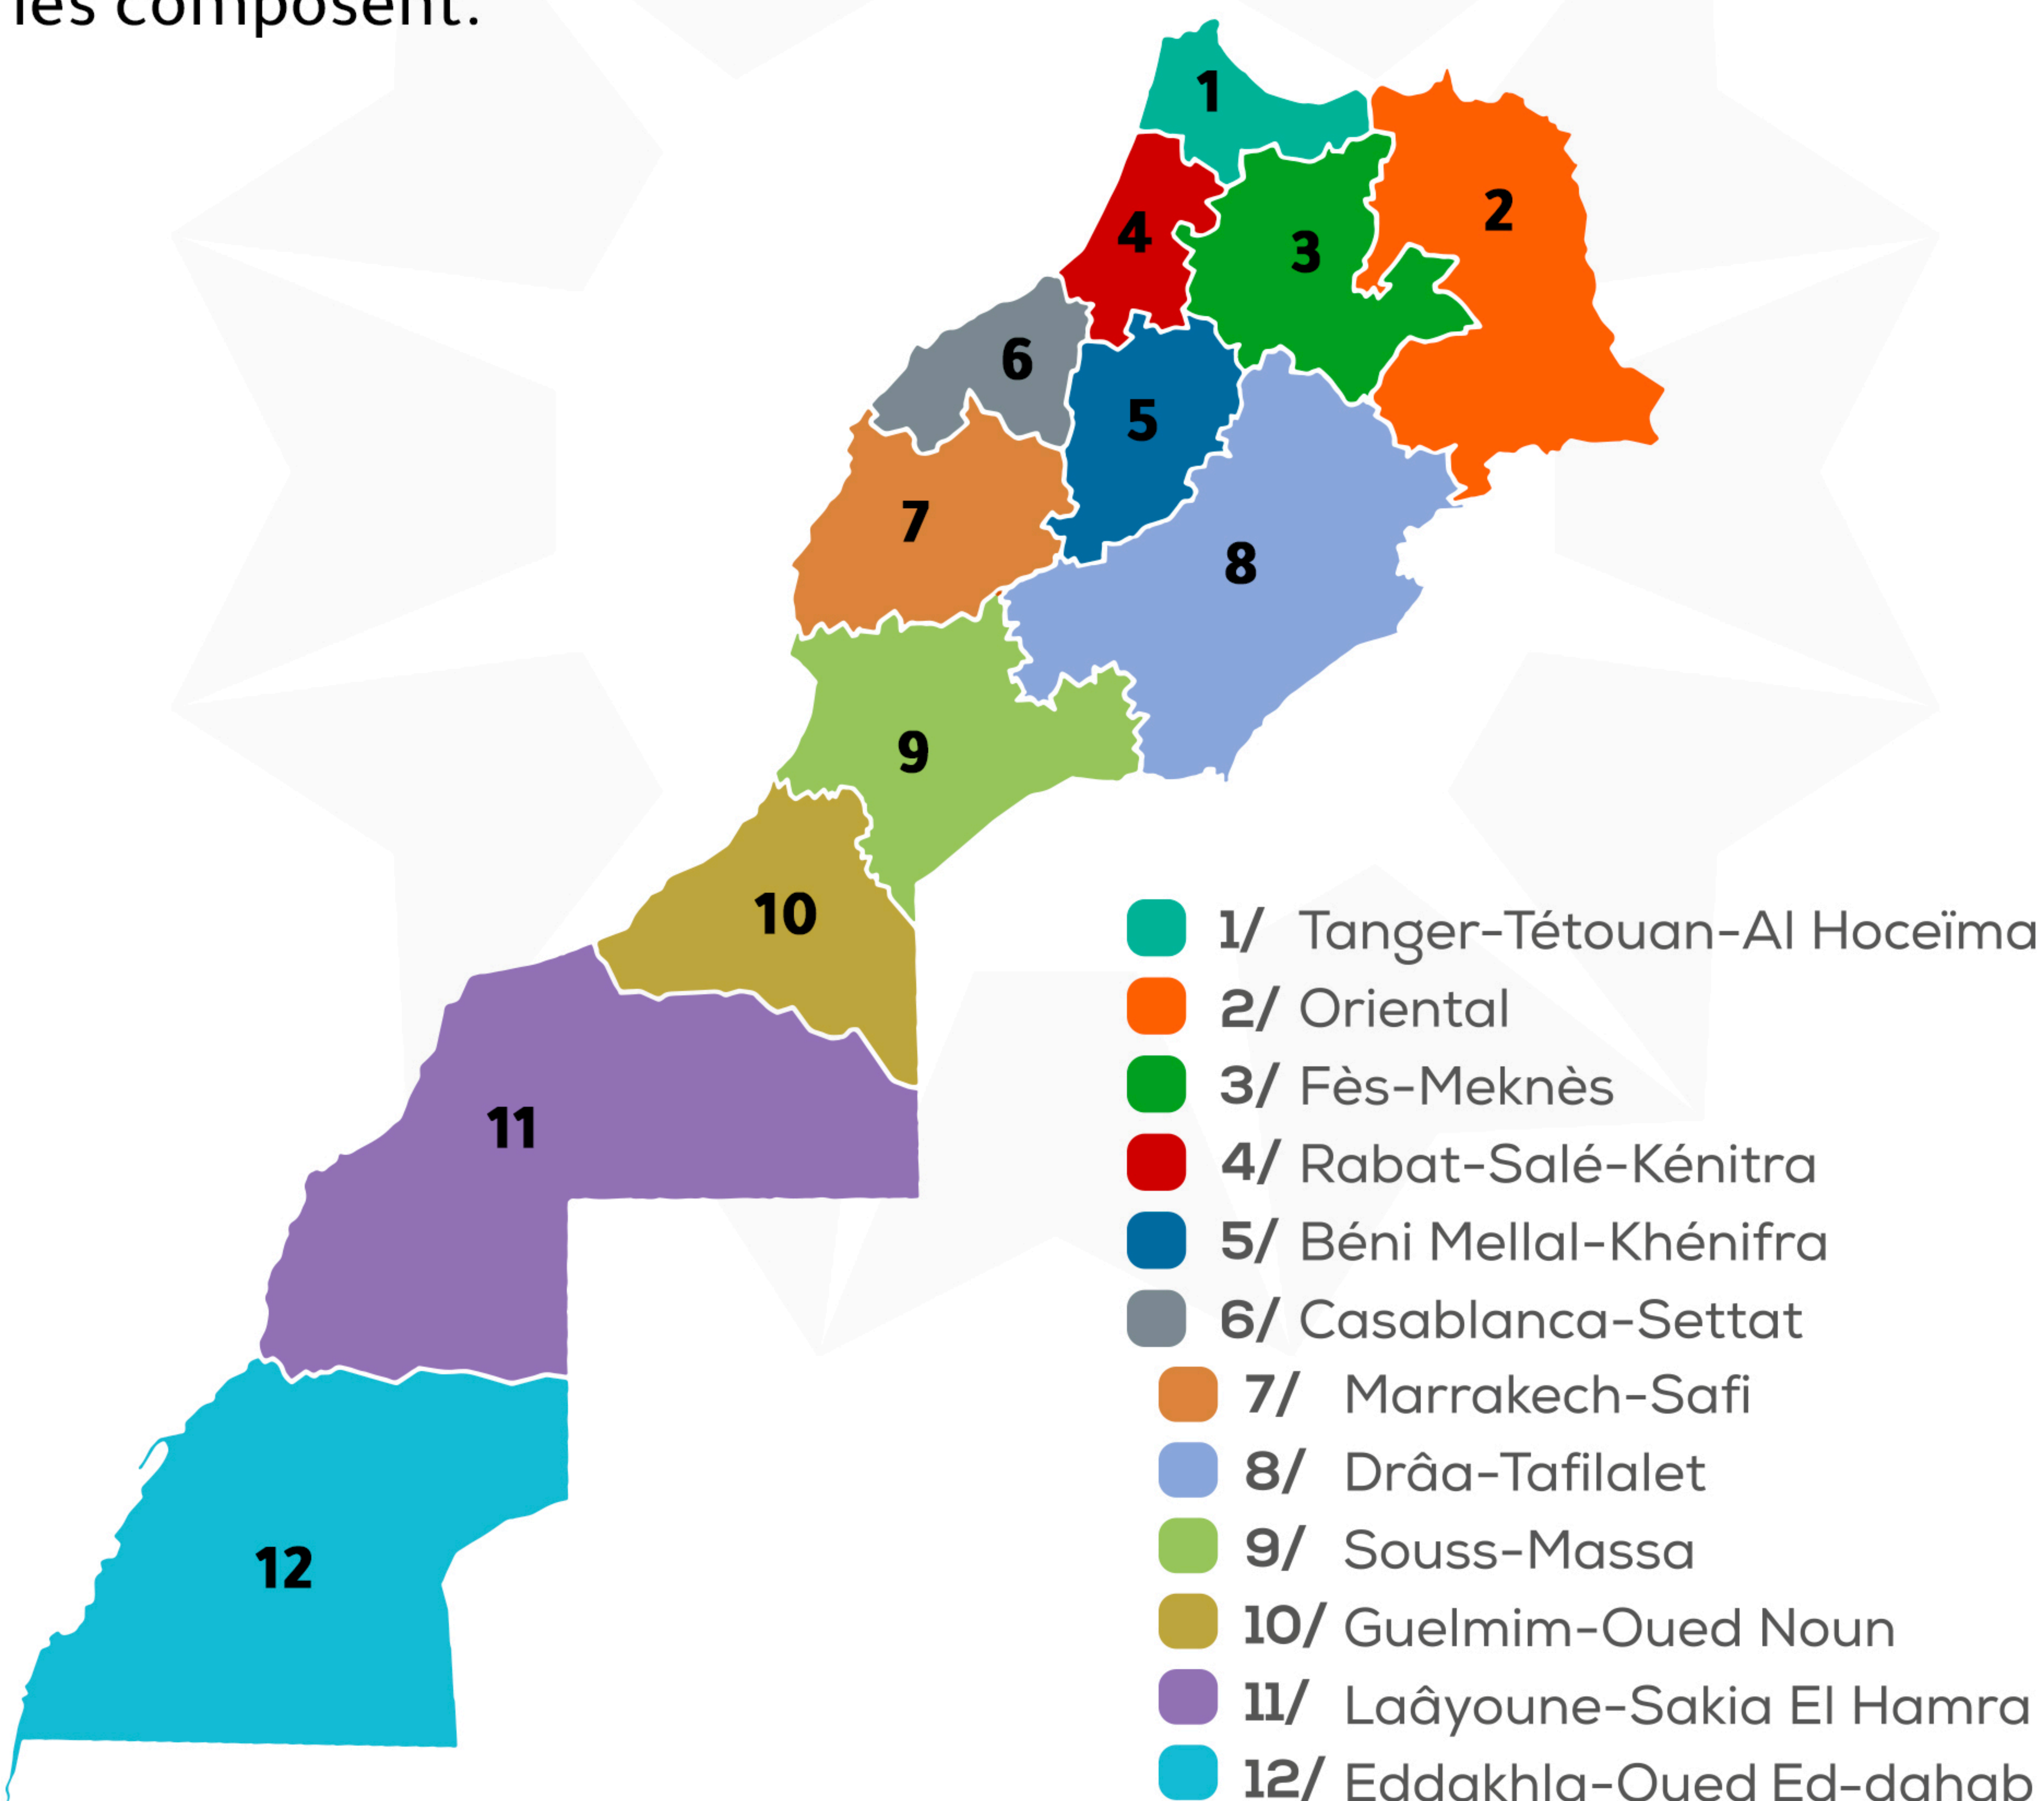 les composent.
1
2
4
3
6
5
7
8
9
10
11
12
1/ Tanger-Tétouan-Al Hoceïma
2/ Oriental
3/ Fès-Meknès
4/ Rabat-Salé-Kénitra
5/ Béni Mellal-Khénifra
6/ Casablanca-Settat
7/ Marrakech-Safi
8/ Drâa-Tafilalet
9/ Souss-Massa
10/ Guelmim-Oued Noun
11/ Laâyoune-Sakia El Hamra
12/ Eddakhla-Oued Ed-dahab